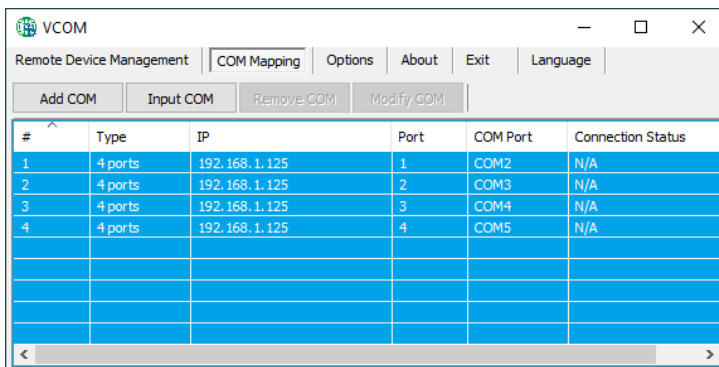 VCOM
Remote Device Management COM Mapping Options About Exit Language
Add COM Input COM Remove COM Modify COM
# Type IP Port COM Port Connection Status
1 4 ports 192.168.1.125 1 COM2 N/A
2 4 ports 192.168.1.125 2 COM3 N/A
3 4 ports 192.168.1.125 3 COM4 N/A
4 4 ports 192.168.1.125 4 COM5 N/A